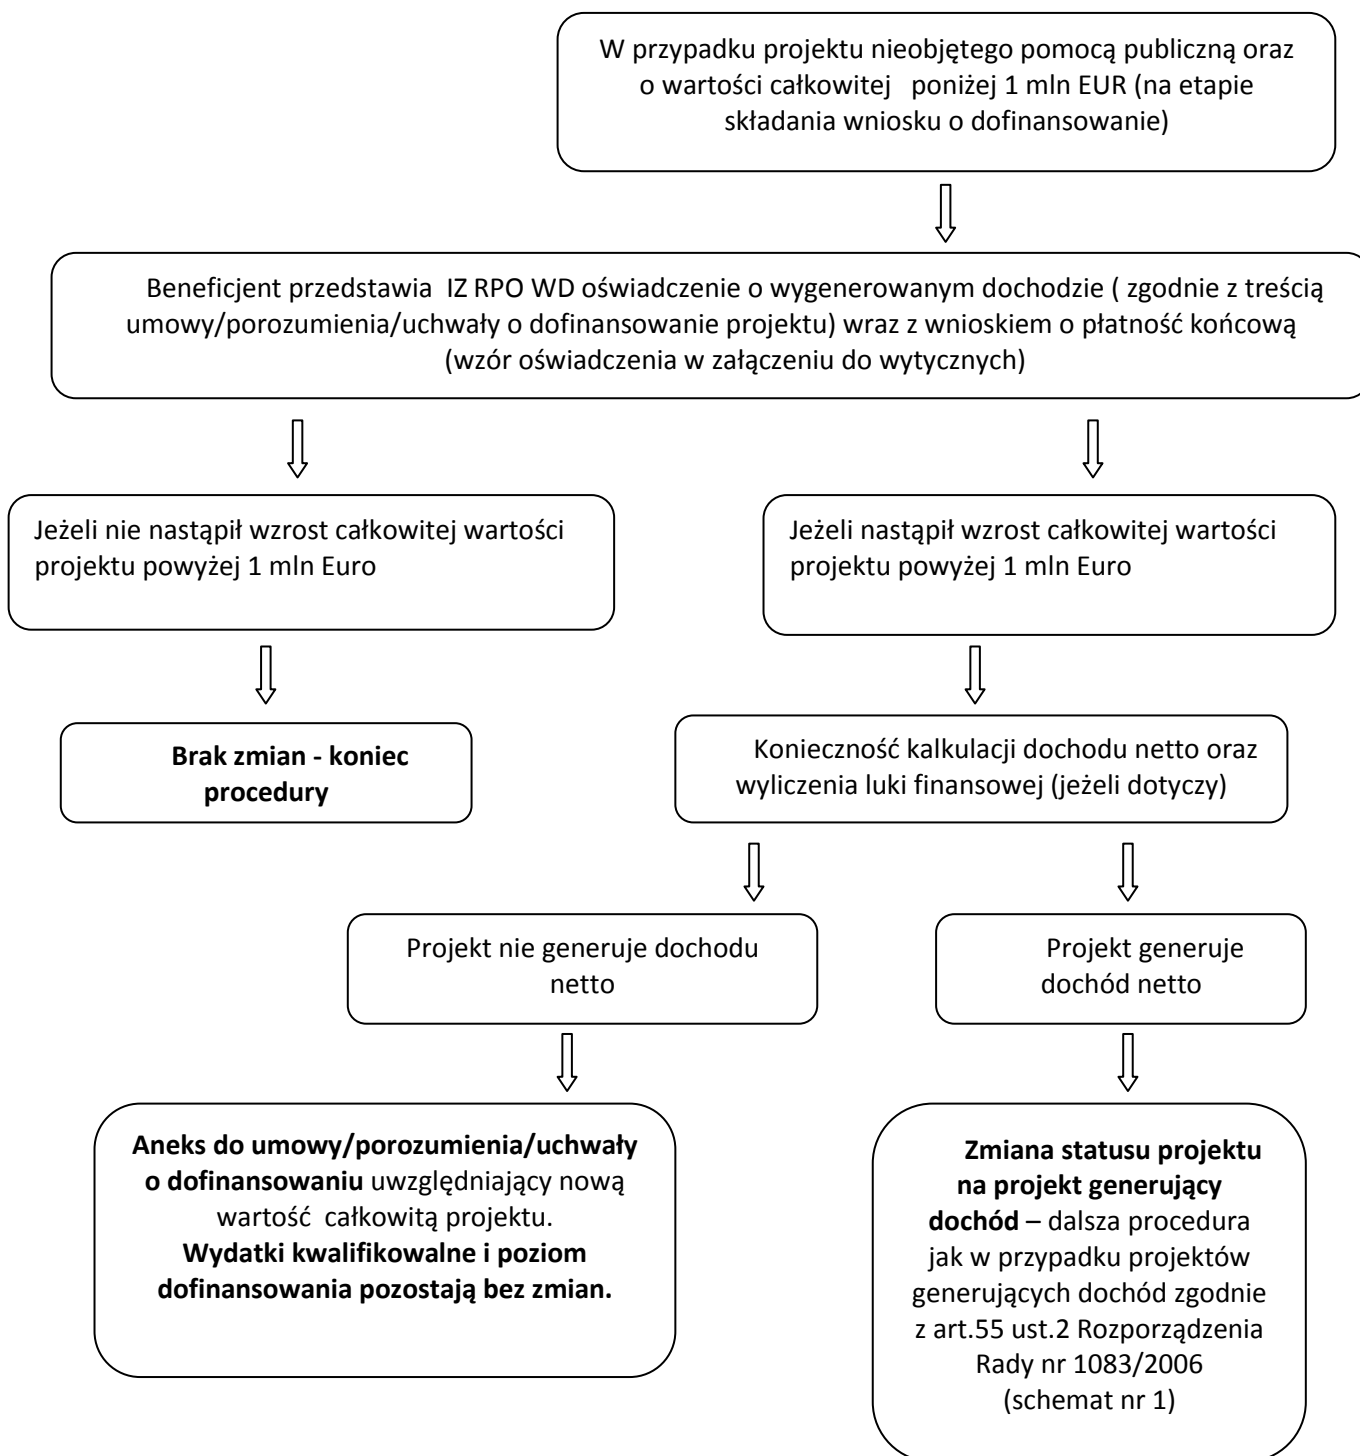 W przypadku projektu nieobjętego pomocą publiczną oraz
o wartości całkowitej poniżej 1 mln EUR (na etapie
składania wniosku o dofinansowanie)
Beneficjent przedstawia IZ RPO WD oświadczenie o wygenerowanym dochodzie ( zgodnie z treścią
umowy/porozumienia/uchwały o dofinansowanie projektu) wraz z wnioskiem o płatność końcową
(wzór oświadczenia w załączeniu do wytycznych)
Jeżeli nie nastąpił wzrost całkowitej wartości
projektu powyżej 1 mln Euro
Jeżeli nastąpił wzrost całkowitej wartości
projektu powyżej 1 mln Euro
Brak zmian - koniec
procedury
Konieczność kalkulacji dochodu netto oraz
wyliczenia luki finansowej (jeżeli dotyczy)
Projekt nie generuje dochodu
netto
Projekt generuje
dochód netto
Aneks do umowy/porozumienia/uchwały
o dofinansowaniu uwzględniający nową
wartość całkowitą projektu.
Wydatki kwalifikowalne i poziom
dofinansowania pozostają bez zmian.
Zmiana statusu projektu
na projekt generujący
dochód – dalsza procedura
jak w przypadku projektów
generujących dochód zgodnie
z art.55 ust.2 Rozporządzenia
Rady nr 1083/2006
(schemat nr 1)